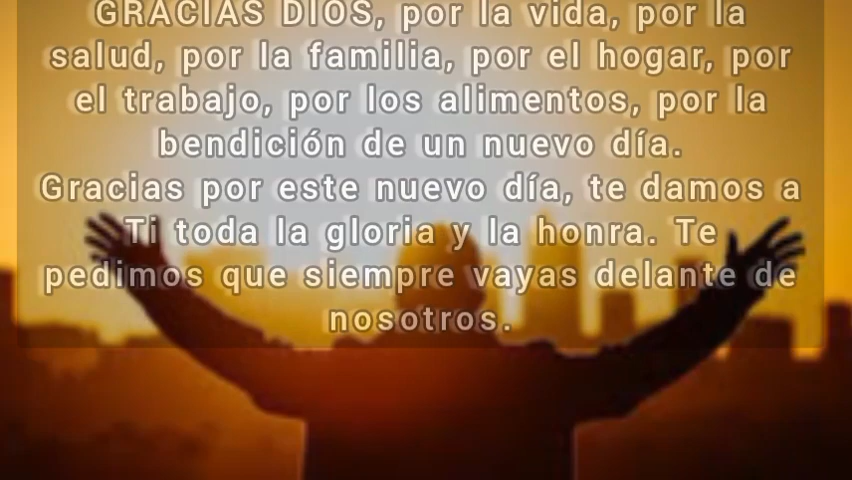 GRACIAS DIOS, por la vida, por la
salud, por la familia, por el hogar, por
el trabajo, por los alimentos, por la
bendición de un nuevo día.
Gracias por este nuevo día, te damos a
Ti toda la gloria y la honra. Te
pedimos que siempre vayas delante de
nosotros.